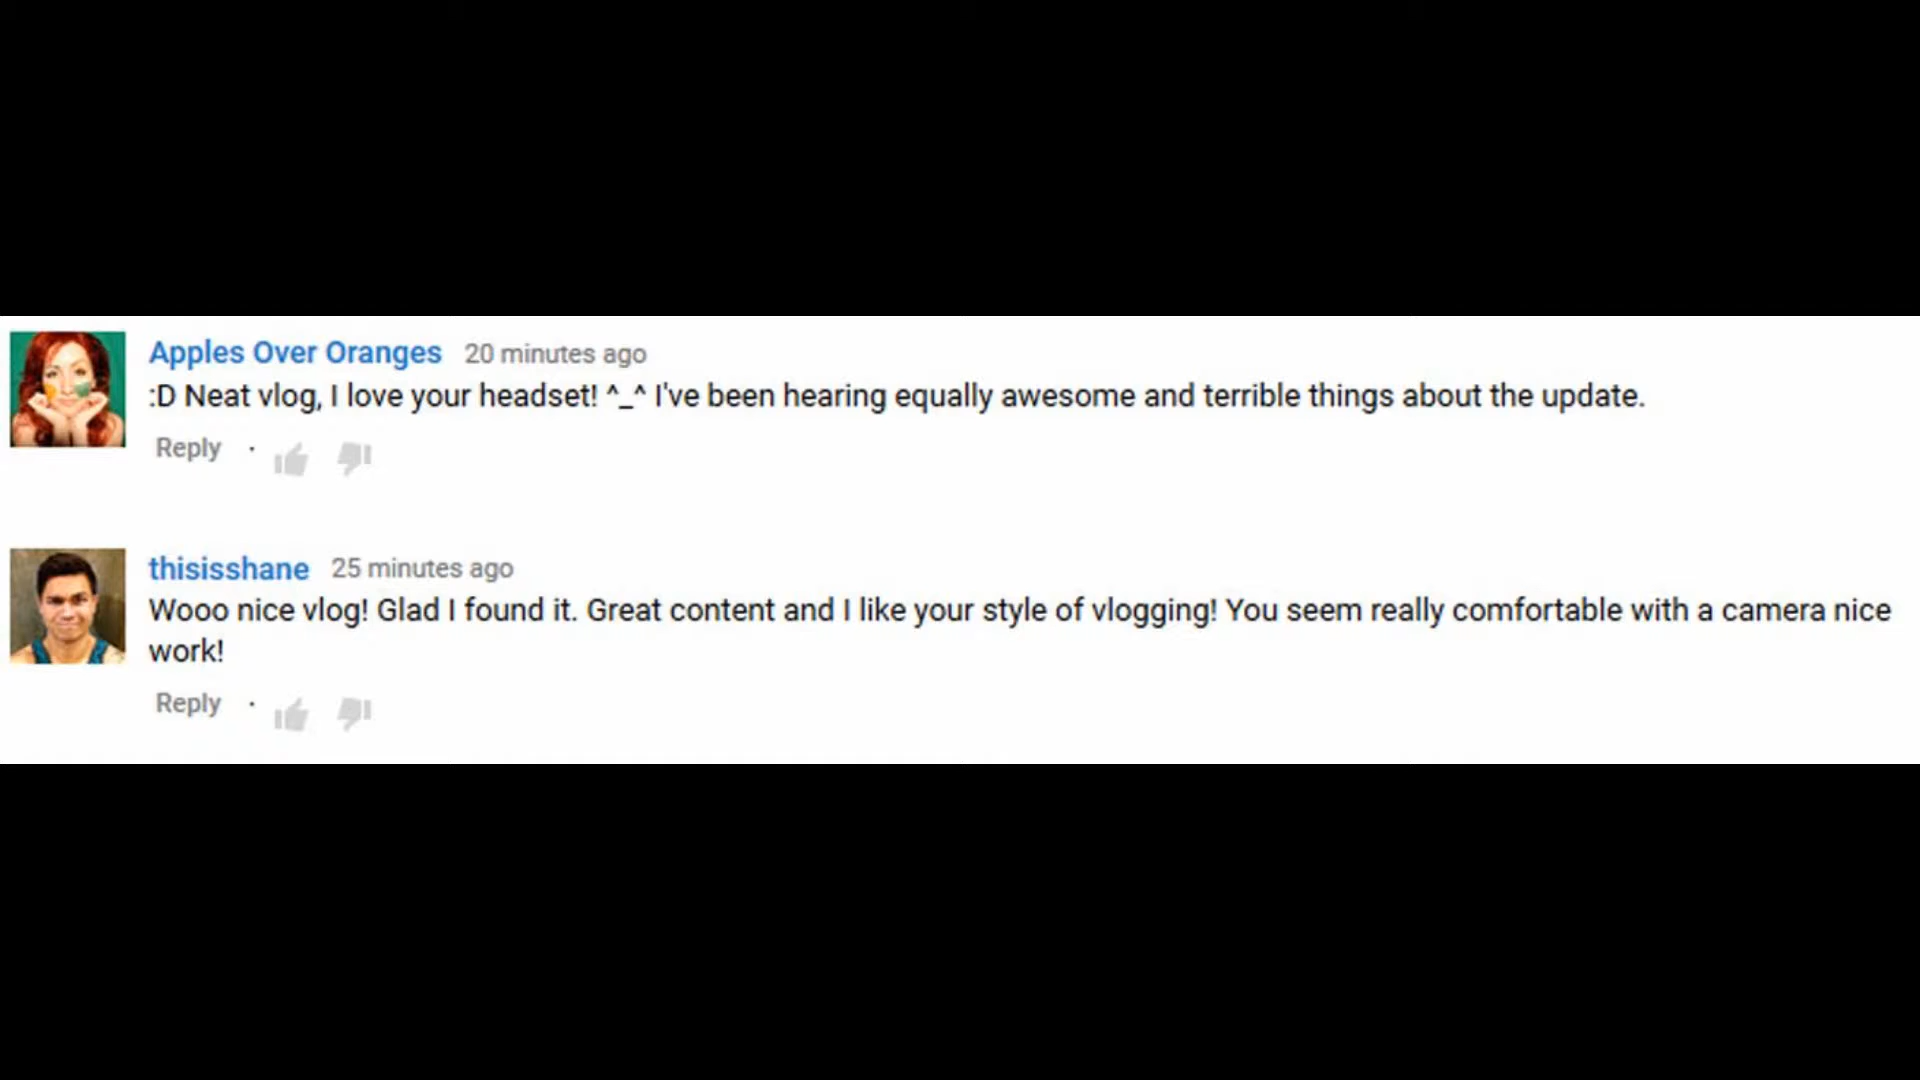 Apples Over Oranges 20 minutes ago
:D Neat vlog, I love your headset! ^_^ I've been hearing equally awesome and terrible things about the update.
Reply ·
thisisshane 25 minutes ago
Wooo nice vlog! Glad I found it. Great content and I like your style of vlogging! You seem really comfortable with a camera nice
work!
Reply ·